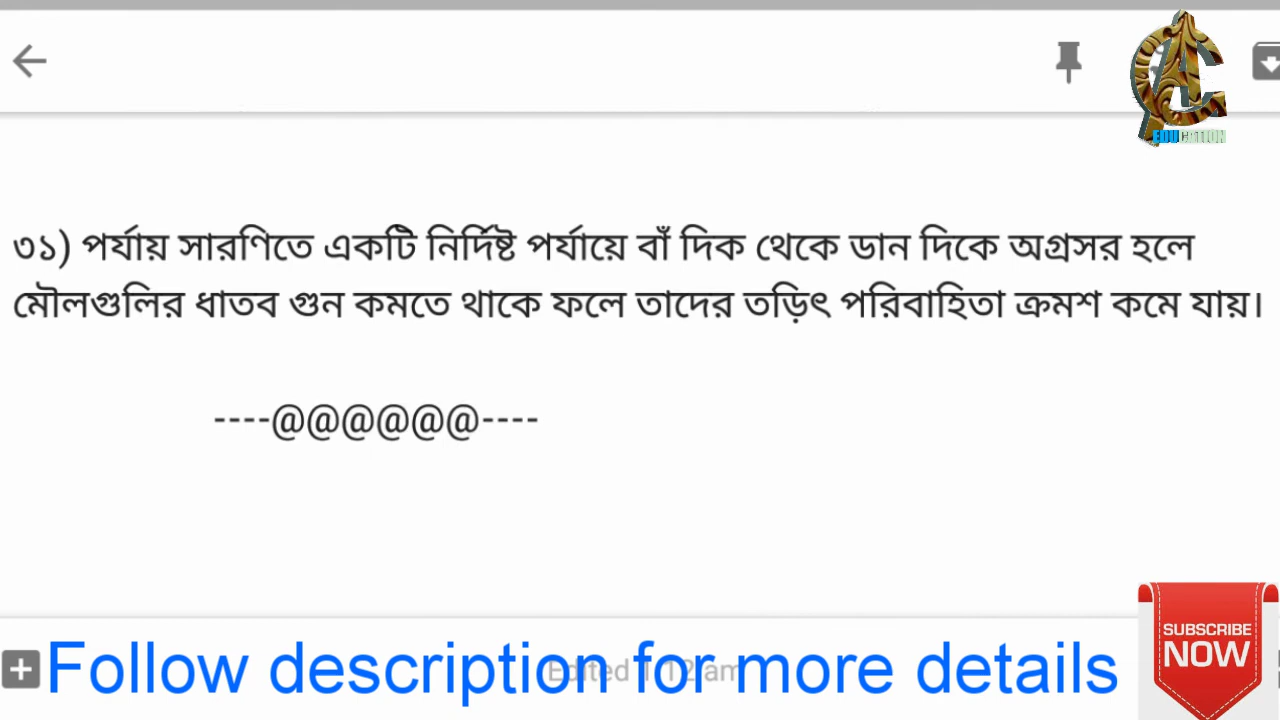 EDUCATION
৩১) পর্যায় সারণিতে একটি নির্দিষ্ট পর্যায়ে বাঁ দিক থেকে ডান দিকে অগ্রসর হলে
মৌলগুলির ধাতব গুন কমতে থাকে ফলে তাদের তড়িৎ পরিবাহিতা ক্রমশ কমে যায়।
----@@@@@@----
SUBSCRIBE
NOW
Follow description for more details